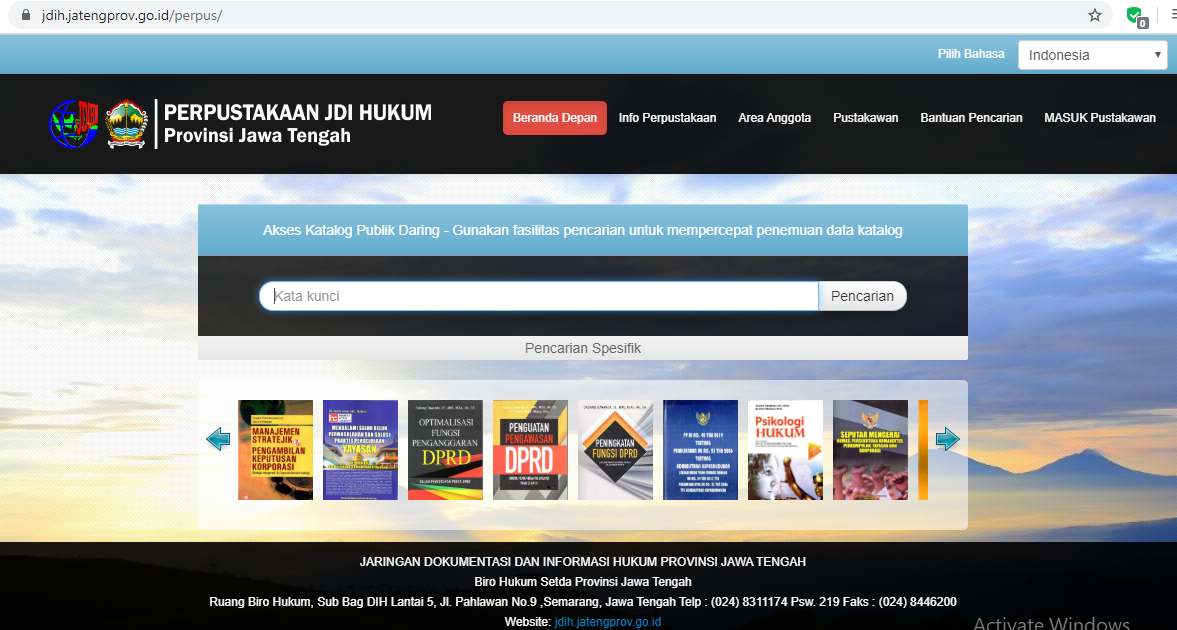 jdih.jatengprov.go.id/perpus/
0
Pilih Bahasa
Indonesia
JDIH
PERPUSTAKAAN JDI HUKUM
Provinsi Jawa Tengah
Beranda Depan
Info Perpustakaan
Area Anggota
Pustakawan
Bantuan Pencarian
MASUK Pustakawan
Akses Katalog Publik Daring - Gunakan fasilitas pencarian untuk mempercepat penemuan data katalog
Kata kunci
Pencarian
Pencarian Spesifik
MANAJEMEN
STRATEJIK &
PENGAMBILAN
KEPUTUSAN
KORPORASI
YAYASAN
OPTIMALISASI
FUNGSI
PENGANGGARAN
DPRD
PENGUATAN
PENGAWASAN
DPRD
PENINGKATAN
FUNGSI DPRD
TENTANG
Psikologi
HUKUM
SEPUTAR MENGENAI
JARINGAN DOKUMENTASI DAN INFORMASI HUKUM PROVINSI JAWA TENGAH
Biro Hukum Setda Provinsi Jawa Tengah
Ruang Biro Hukum, Sub Bag DIH Lantai 5, Jl. Pahlawan No.9 ,Semarang, Jawa Tengah Telp : (024) 8311174 Psw. 219 Faks : (024) 8446200
Website: jdih.jatengprov.go.id
Activate Windows